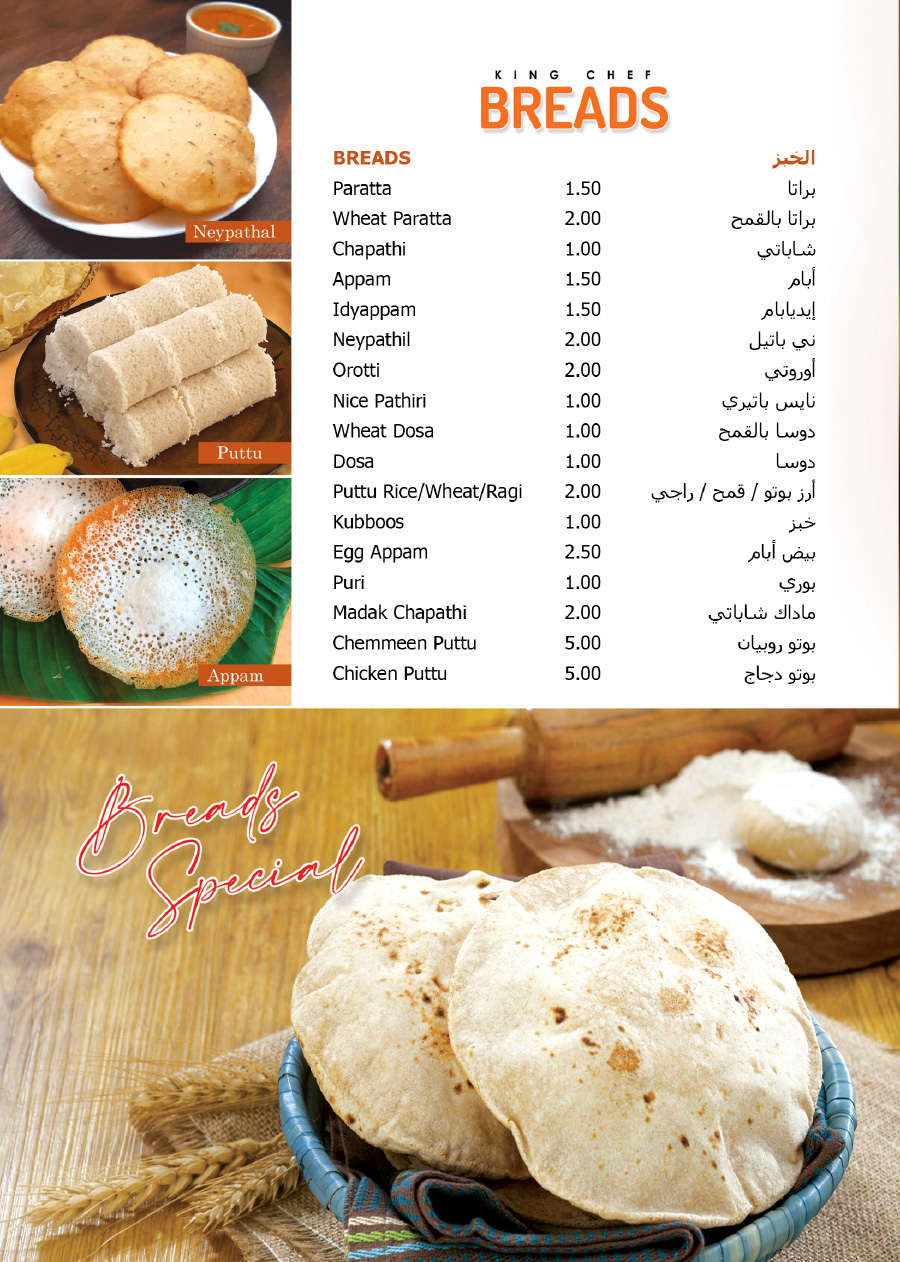 KING CHEF
BREADS
BREADS الخبز
Paratta 1.50 براتا
Wheat Paratta 2.00 براتا بالقمح
Chapathi 1.00 شاباتي
Appam 1.50 أبام
Idyappam 1.50 إيديابام
Neypathil 2.00 ني باتيل
Orotti 2.00 أوروتي
Nice Pathiri 1.00 نايس باتيري
Wheat Dosa 1.00 دوسا بالقمح
Dosa 1.00 دوسا
Puttu Rice/Wheat/Ragi 2.00 أرز بوتو / قمح / راجي
Kubboos 1.00 خبز
Egg Appam 2.50 بيض أبام
Puri 1.00 بوري
Madak Chapathi 2.00 ماداك شاباتي
Chemmeen Puttu 5.00 بوتو روبيان
Chicken Puttu 5.00 بوتو دجاج
Neypathal
Puttu
Appam
Breads
Special